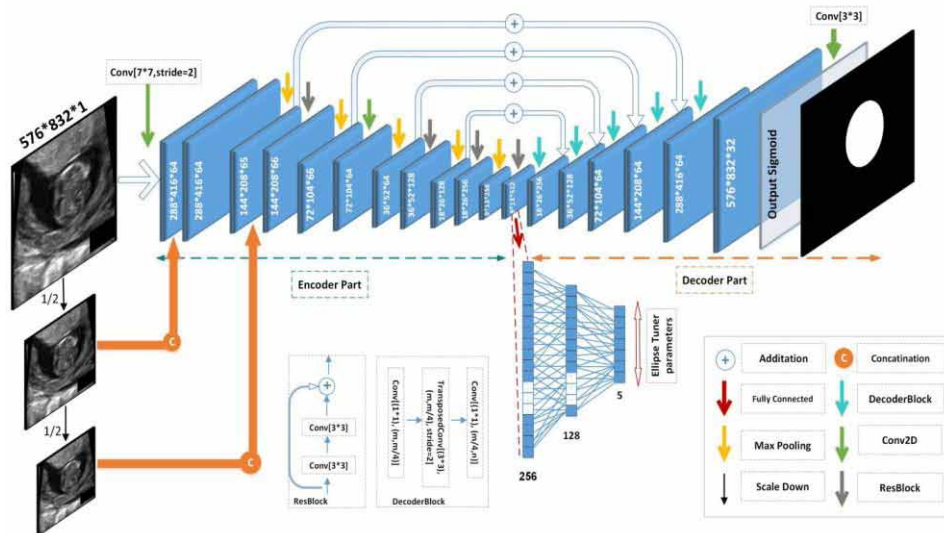 Conv[7*7,stride=2]
Conv[3*3]
576*832*1
288*416*64
288*416*64
144*208*65
144*208*66
72*104*66
72*104*64
36*52*64
36*52*128
18*26*128
18*26*256
18*26*256
36*52*128
72*104*64
144*208*64
288*416*64
576*832*32
Output Sigmoid
Encoder Part
Decoder Part
1/2
C
1/2
C
Conv[3*3]
Conv[3*3]
ResBlock
Conv[(1*1), (m,m/4)]
TransposedConv[(3*3),
(m,m/4), stride=2]
Conv[(1*1), (m/4,n)]
DecoderBlock
256
128
5
Ellipse Tuner
parameters
Additation
C
Concatination
Fully Connected
DecoderBlock
Max Pooling
Conv2D
Scale Down
ResBlock